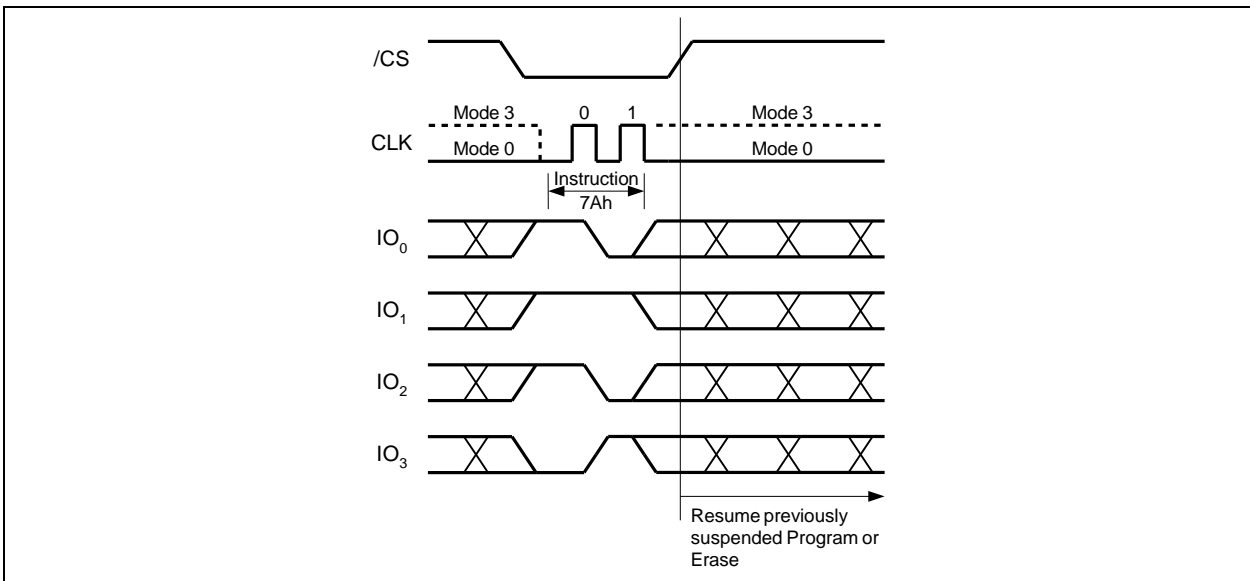 /CS
Mode 3 0 1 Mode 3
CLK
Mode 0 Mode 0
Instruction
7Ah
IO0
IO1
IO2
IO3
Resume previously
suspended Program or
Erase